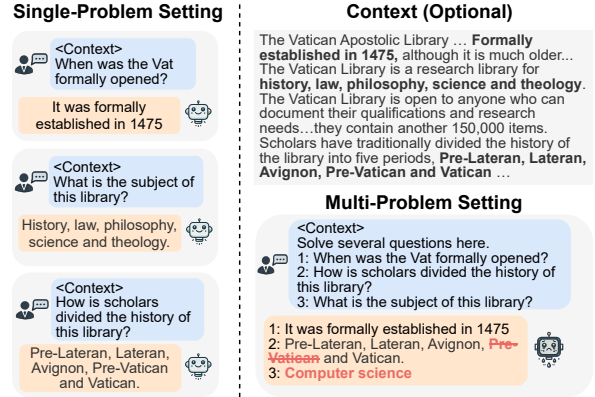 Single-Problem Setting
<Context>
When was the Vat
formally opened?
It was formally
established in 1475
<Context>
What is the subject of
this library?
History, law, philosophy,
science and theology.
<Context>
How is scholars
divided the history of
this library?
Pre-Lateran, Lateran,
Avignon, Pre-Vatican
and Vatican.
Context (Optional)
The Vatican Apostolic Library … Formally
established in 1475, although it is much older...
The Vatican Library is a research library for
history, law, philosophy, science and theology.
The Vatican Library is open to anyone who can
document their qualifications and research
needs…they contain another 150,000 items.
Scholars have traditionally divided the history of
the library into five periods, Pre-Lateran, Lateran,
Avignon, Pre-Vatican and Vatican …
Multi-Problem Setting
<Context>
Solve several questions here.
1: When was the Vat formally opened?
2: How is scholars divided the history of
this library?
3: What is the subject of this library?
1: It was formally established in 1475
2: Pre-Lateran, Lateran, Avignon, Pre-
Vatican and Vatican.
3: Computer science